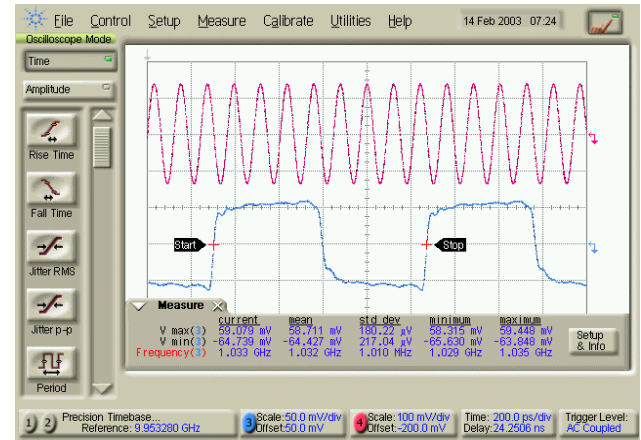 File Control Setup Measure Calibrate Utilities Help 14 Feb 2003 07:24
Oscilloscope Mode
Time
Amplitude
Rise Time
Fall Time
Jitter RMS
Jitter p-p
Period
Start
Stop
Measure
current mean std dev minimum maximum
V max(3) 59.079 mV 58.711 mV 180.22 µV 58.315 mV 59.448 mV
V min(3) -64.739 mV -64.427 mV 217.04 µV -65.630 mV -63.848 mV
Frequency(3) 1.033 GHz 1.032 GHz 1.010 MHz 1.029 GHz 1.035 GHz
Setup
& Info
1 2 Precision Timebase...
Reference: 9.953280 GHz
3 Scale:50.0 mV/div
Offset:50.0 mV
4 Scale: 100 mV/div
Offset:-200.0 mV
Time: 200.0 ps/div
Delay:24.2506 ns
Trigger Level:
AC Coupled